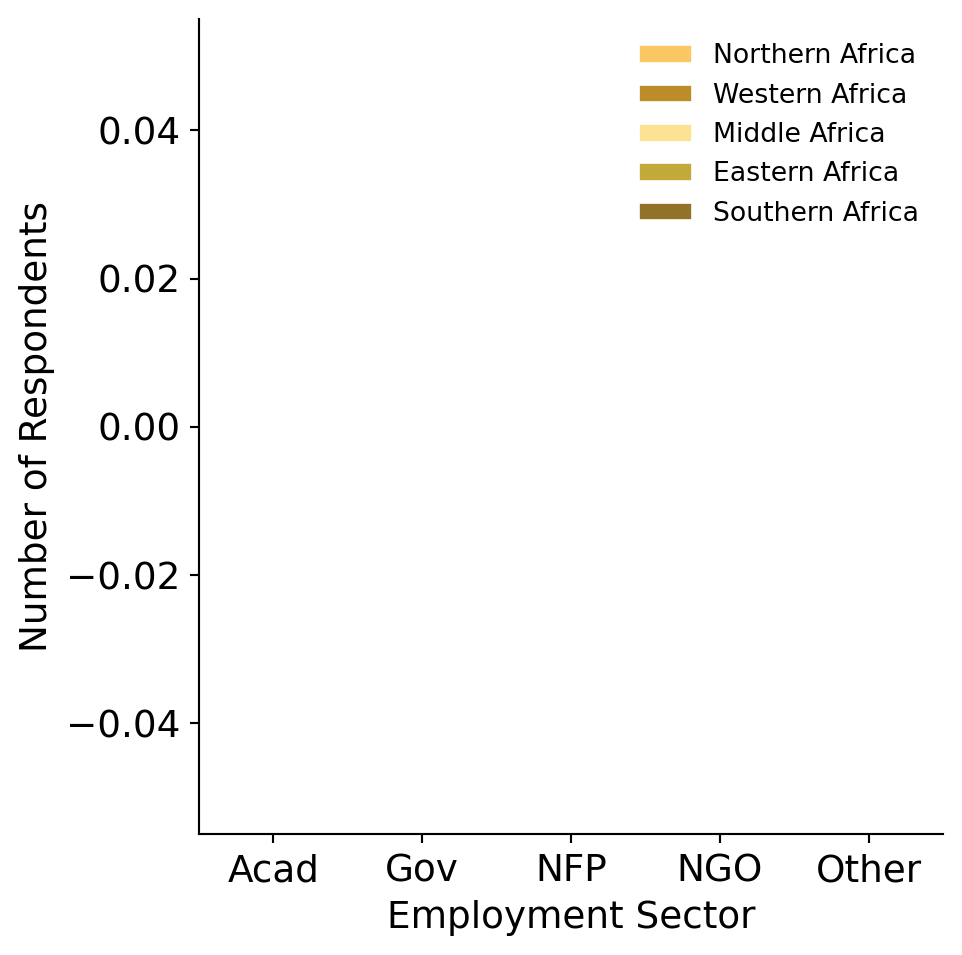 Northern Africa
Western Africa
Middle Africa
Eastern Africa
Southern Africa
Number of Respondents
0.04
0.02
0.00
−0.02
−0.04
Acad Gov NFP NGO Other
Employment Sector